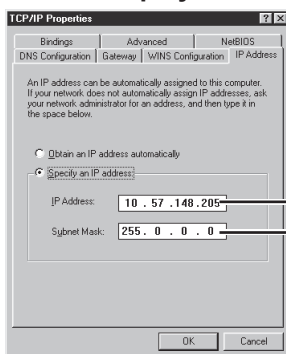 TCP/IP Properties
Bindings Advanced NetBIOS
DNS Configuration Gateway WINS Configuration IP Address
An IP address can be automatically assigned to this computer.
If your network does not automatically assign IP addresses, ask
your network administrator for an address, and then type it in
the space below.
Obtain an IP address automatically
Specify an IP address:
IP Address: 10 . 57 .148.205
Subnet Mask: 255. 0 . 0 . 0
OK Cancel